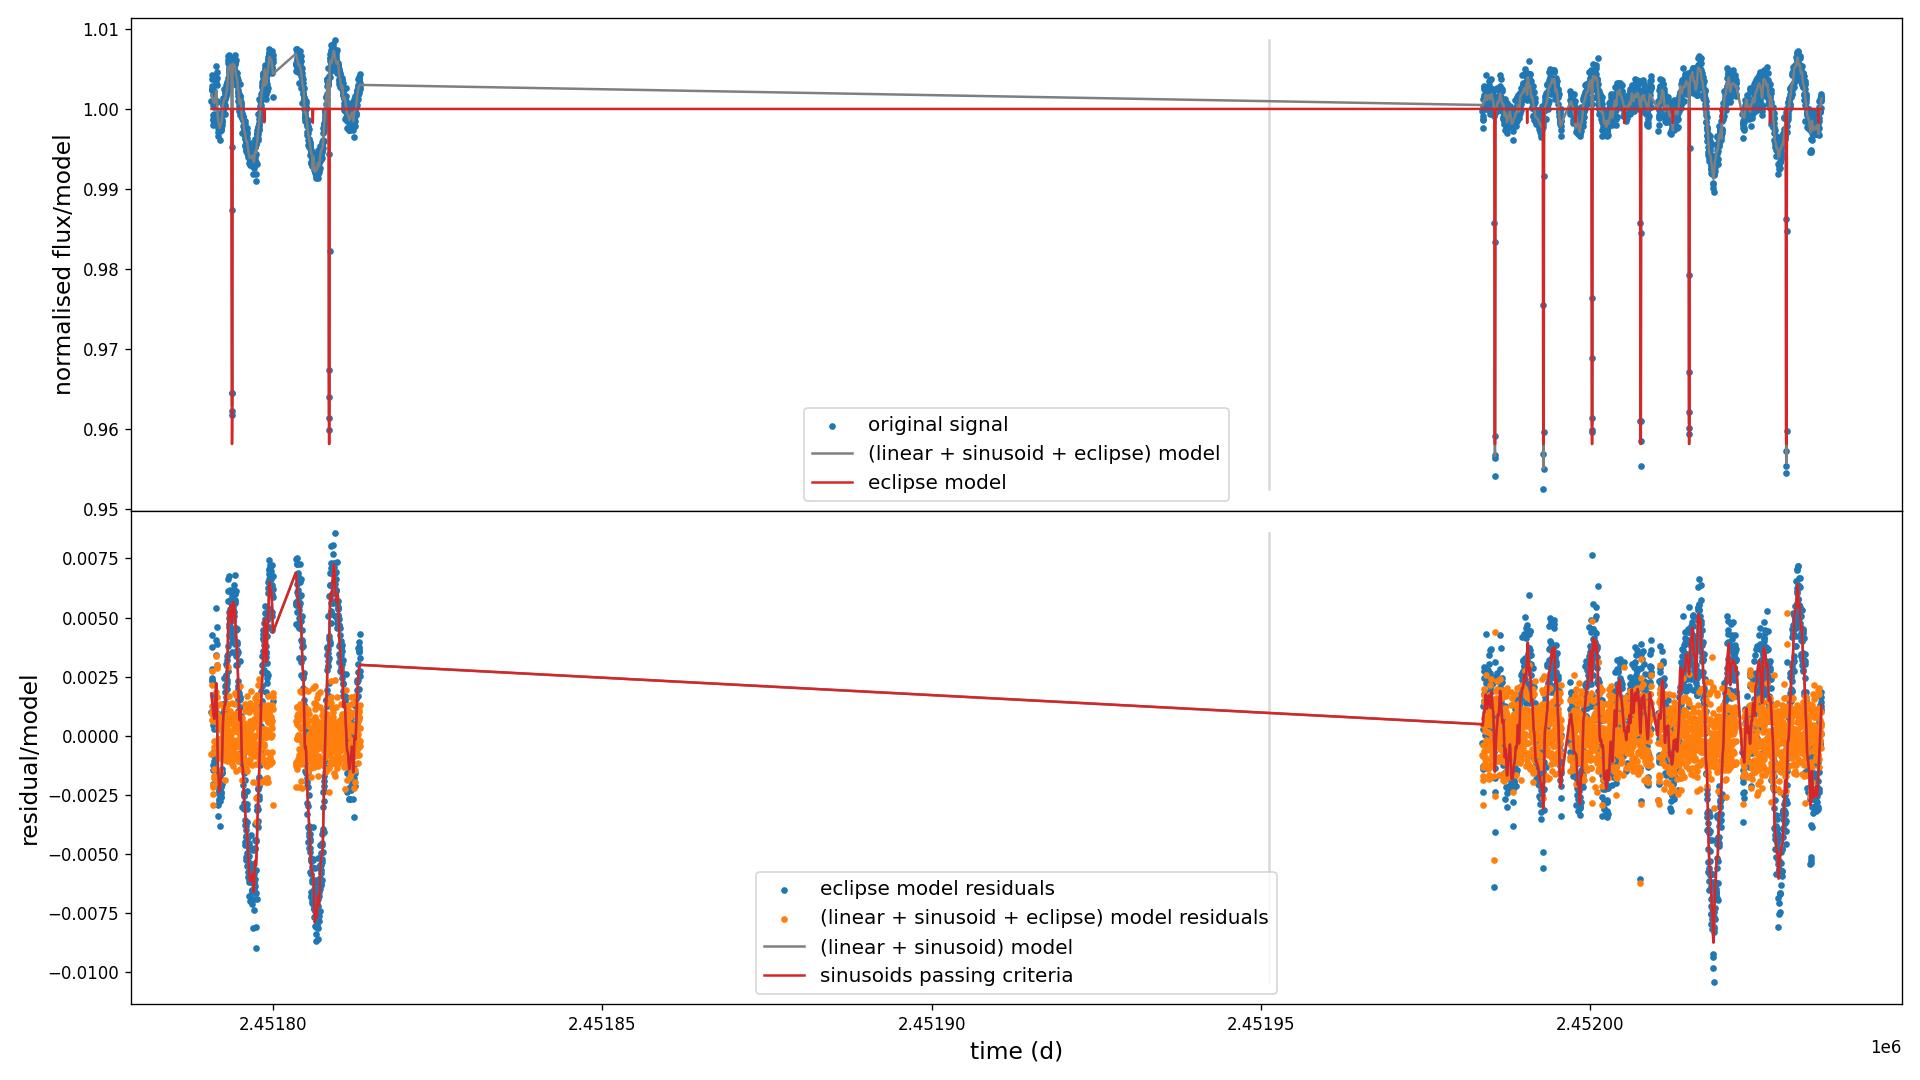 1.01
1.00
0.99
0.98
0.97
0.96
0.95
normalised flux/model
original signal
(linear + sinusoid + eclipse) model
eclipse model
0.0075
0.0050
0.0025
0.0000
−0.0025
−0.0050
−0.0075
−0.0100
residual/model
eclipse model residuals
(linear + sinusoid + eclipse) model residuals
(linear + sinusoid) model
sinusoids passing criteria
2.45180 2.45185 2.45190 2.45195 2.45200
1e6
time (d)